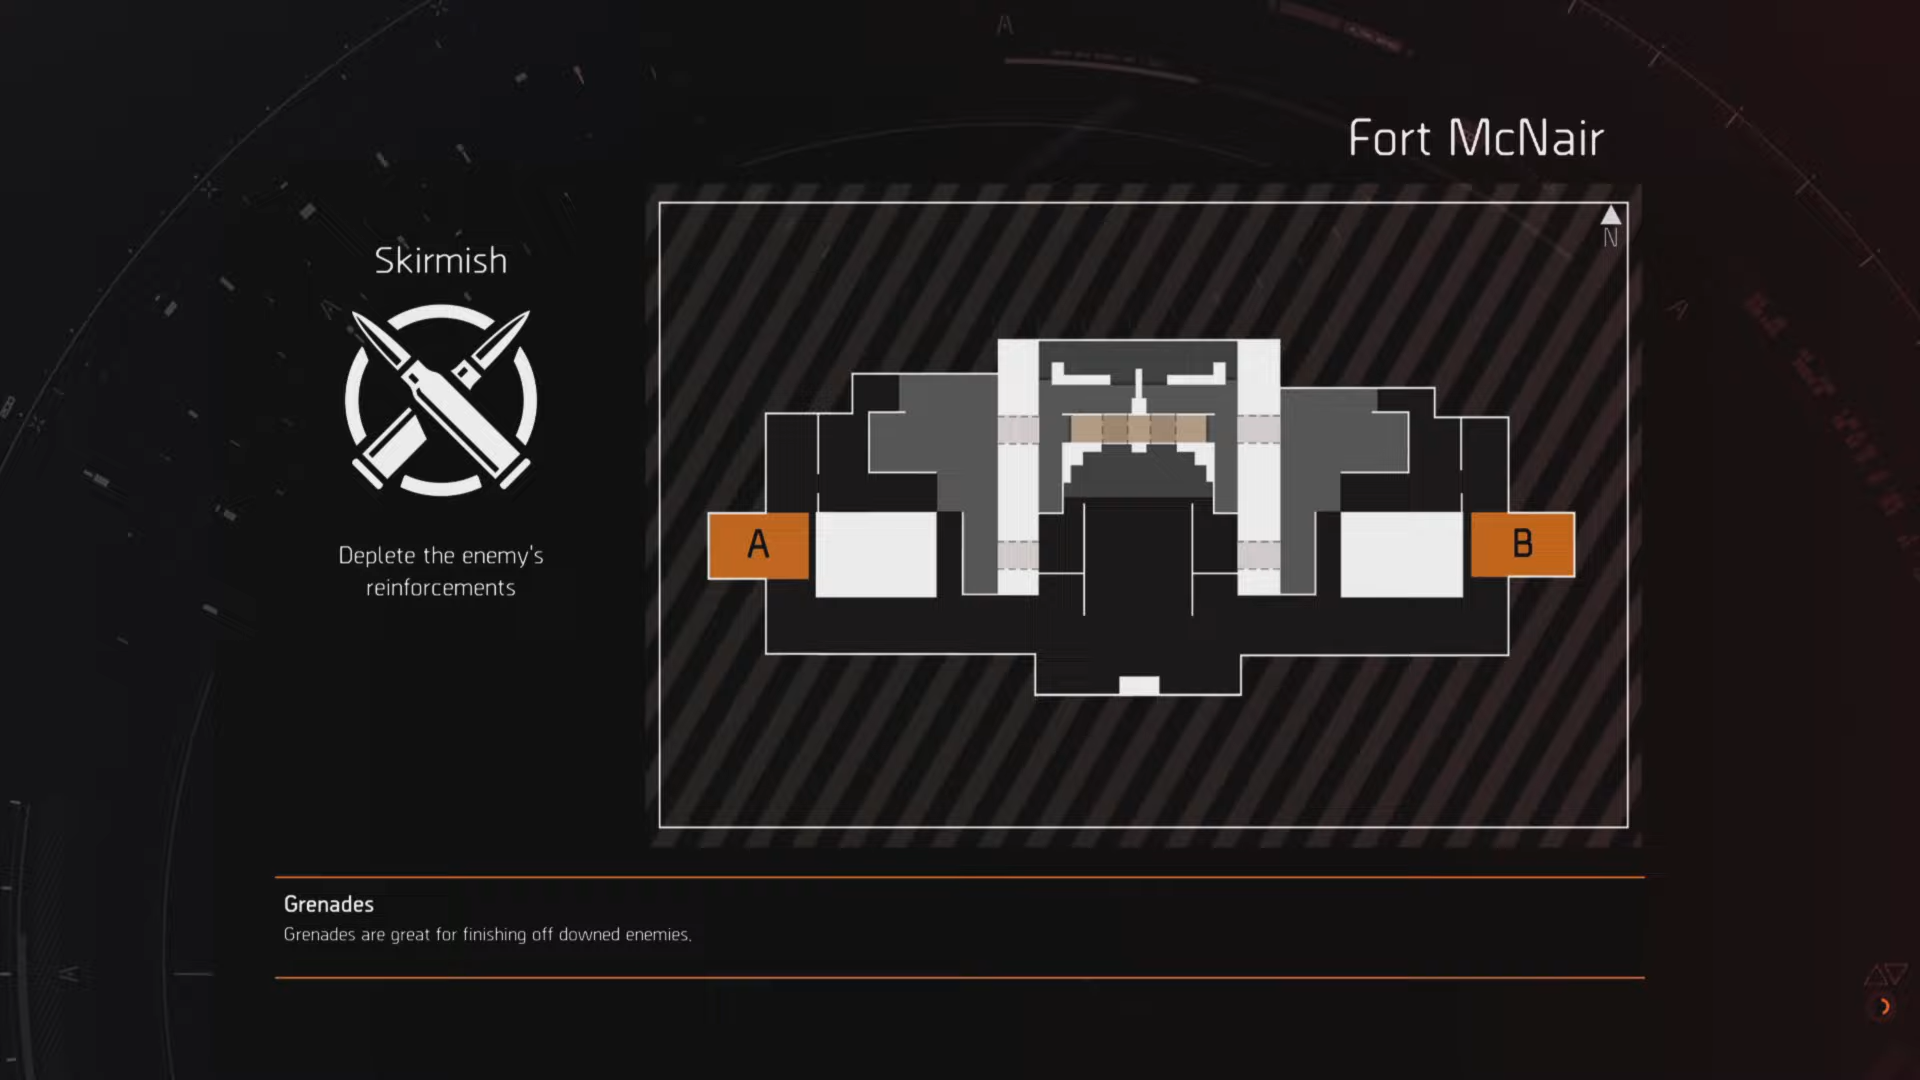 Fort McNair
N
Skirmish
Deplete the enemy's
reinforcements
A
B
Grenades
Grenades are great for finishing off downed enemies.